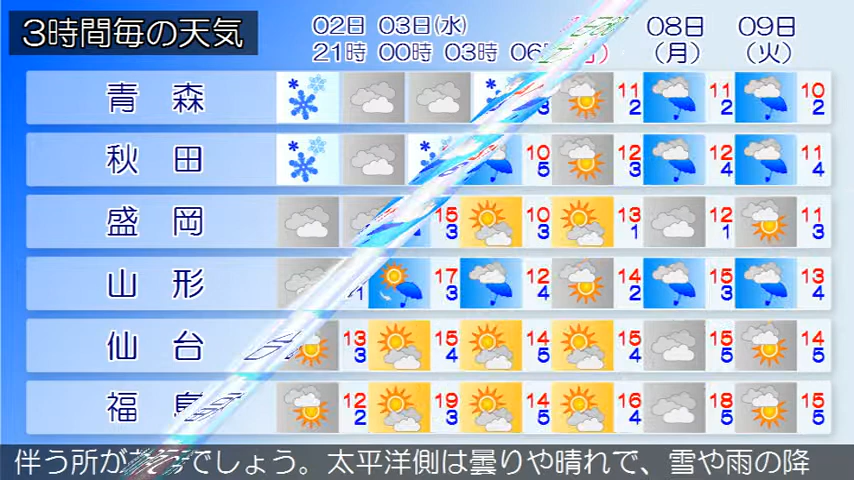 3時間毎の天気
02日 03日(水) 08日 09日
21時 00時 03時 06 (月) (火)
青森 3 11 2 11 2 10 2
秋田 10 5 12 3 12 4 11 4
盛岡 15 3 10 3 13 1 12 1 11 3
山形 1 17 3 12 4 14 2 15 3 13 4
仙台 13 3 15 4 14 5 15 4 15 5 14 5
福島 12 2 19 3 14 5 16 4 18 5 15 5
伴う所が でしょう。太平洋側は曇りや晴れで、雪や雨の降